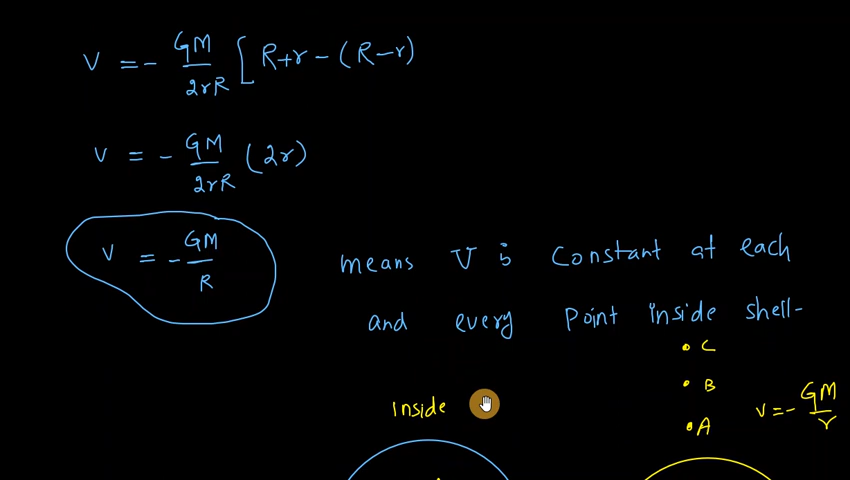 V = - GM/2rR [ R+r - (R-r)
V = - GM/2rR (2r)
V = - GM/R
means V is constant at each
and every point inside shell-
• C
• B
Inside
• A
V = - GM/r